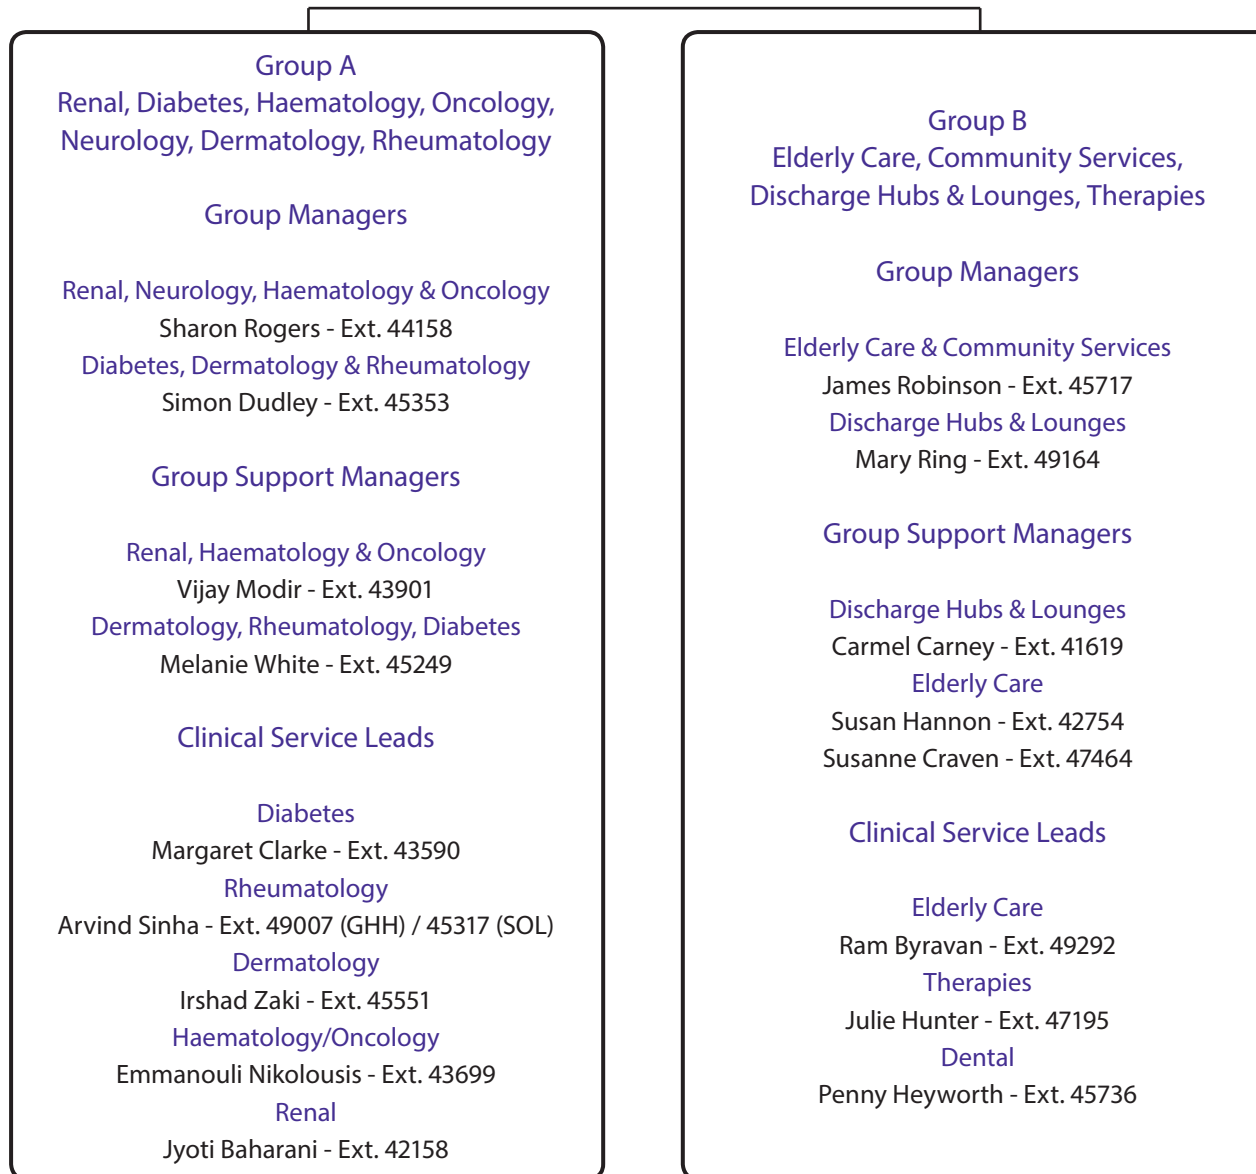 Group A
Renal, Diabetes, Haematology, Oncology,
Neurology, Dermatology, Rheumatology
Group Managers
Renal, Neurology, Haematology & Oncology
Sharon Rogers - Ext. 44158
Diabetes, Dermatology & Rheumatology
Simon Dudley - Ext. 45353
Group Support Managers
Renal, Haematology & Oncology
Vijay Modir - Ext. 43901
Dermatology, Rheumatology, Diabetes
Melanie White - Ext. 45249
Clinical Service Leads
Diabetes
Margaret Clarke - Ext. 43590
Rheumatology
Arvind Sinha - Ext. 49007 (GHH) / 45317 (SOL)
Dermatology
Irshad Zaki - Ext. 45551
Haematology/Oncology
Emmanouli Nikolousis - Ext. 43699
Renal
Jyoti Baharani - Ext. 42158
Group B
Elderly Care, Community Services,
Discharge Hubs & Lounges, Therapies
Group Managers
Elderly Care & Community Services
James Robinson - Ext. 45717
Discharge Hubs & Lounges
Mary Ring - Ext. 49164
Group Support Managers
Discharge Hubs & Lounges
Carmel Carney - Ext. 41619
Elderly Care
Susan Hannon - Ext. 42754
Susanne Craven - Ext. 47464
Clinical Service Leads
Elderly Care
Ram Byravan - Ext. 49292
Therapies
Julie Hunter - Ext. 47195
Dental
Penny Heyworth - Ext. 45736